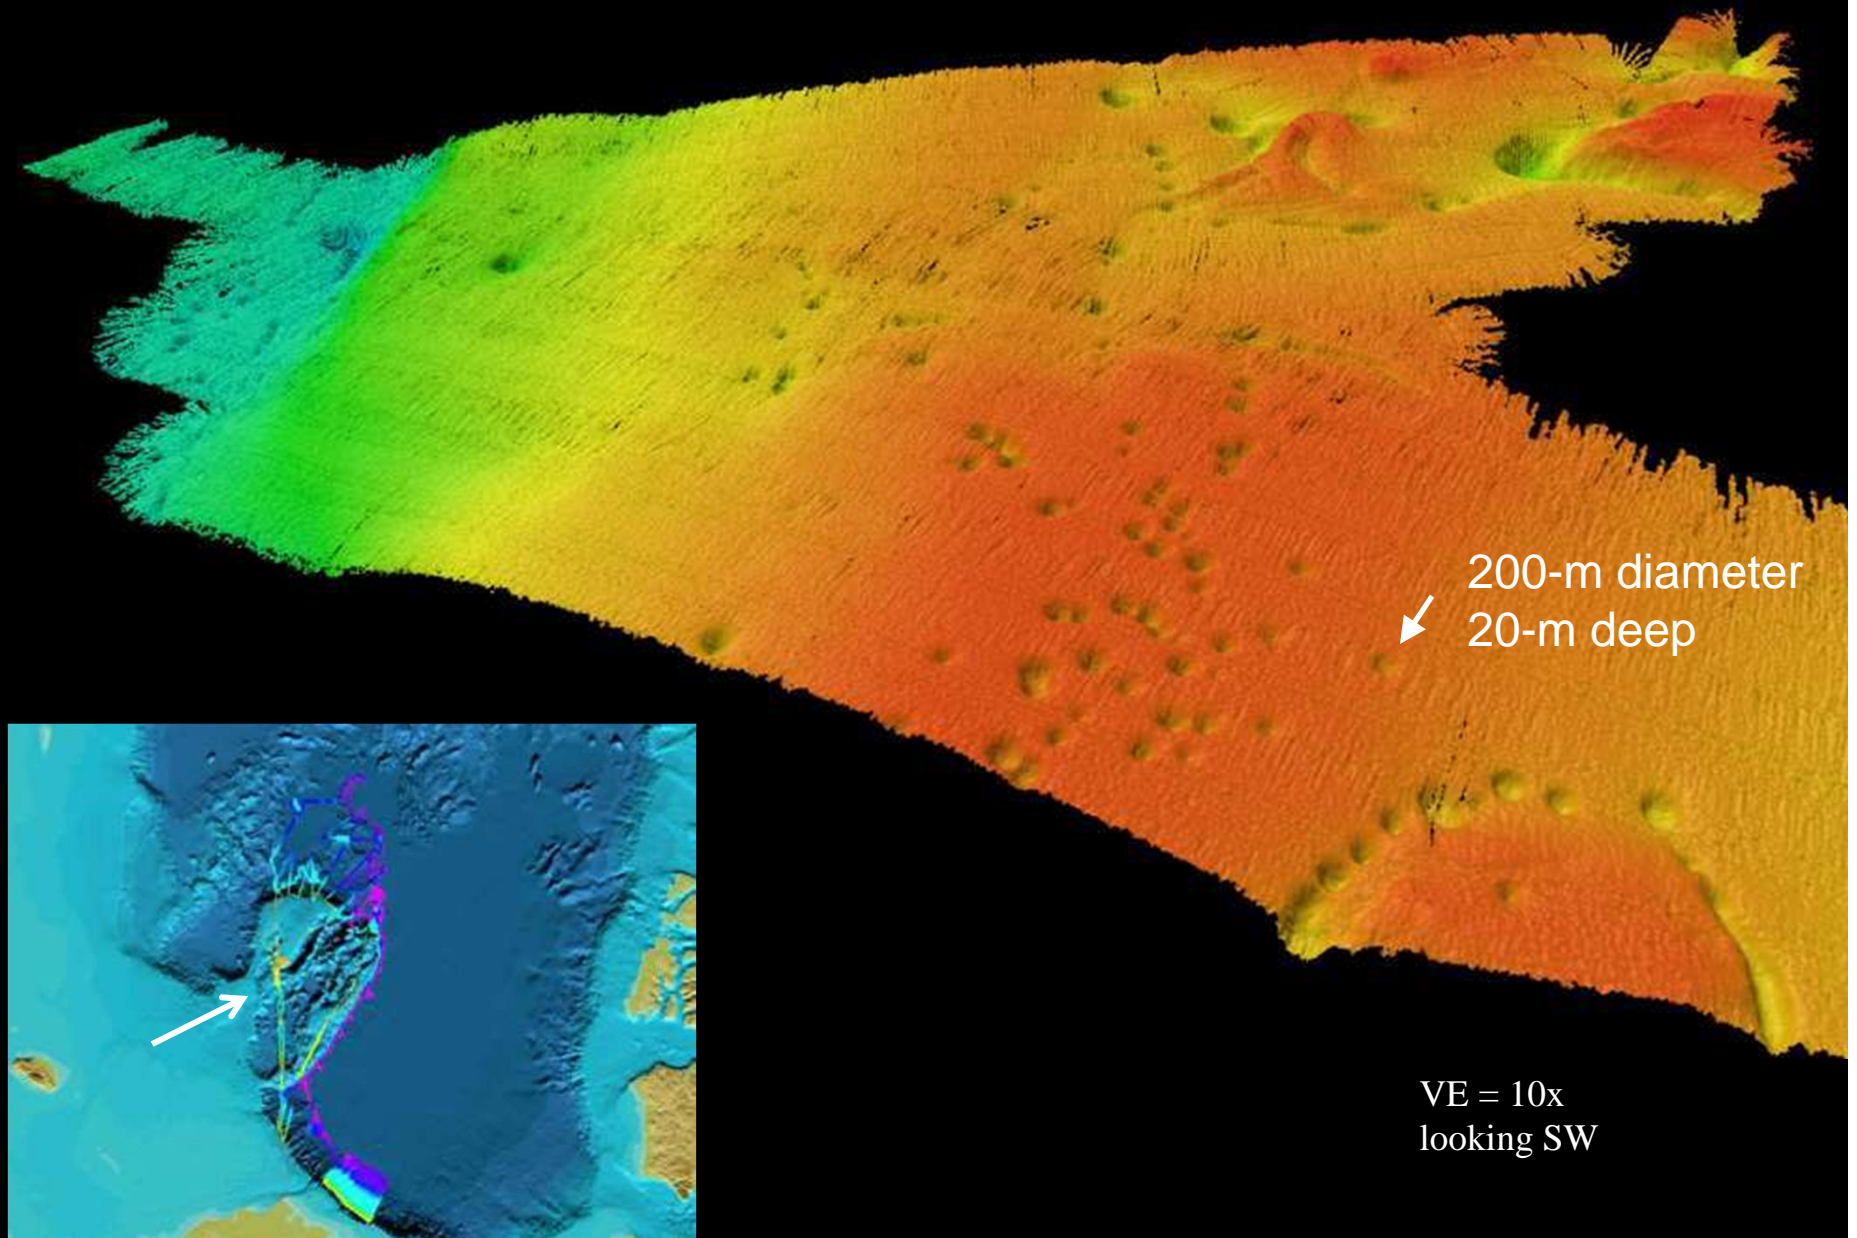 200-m diameter
20-m deep
VE = 10x
looking SW